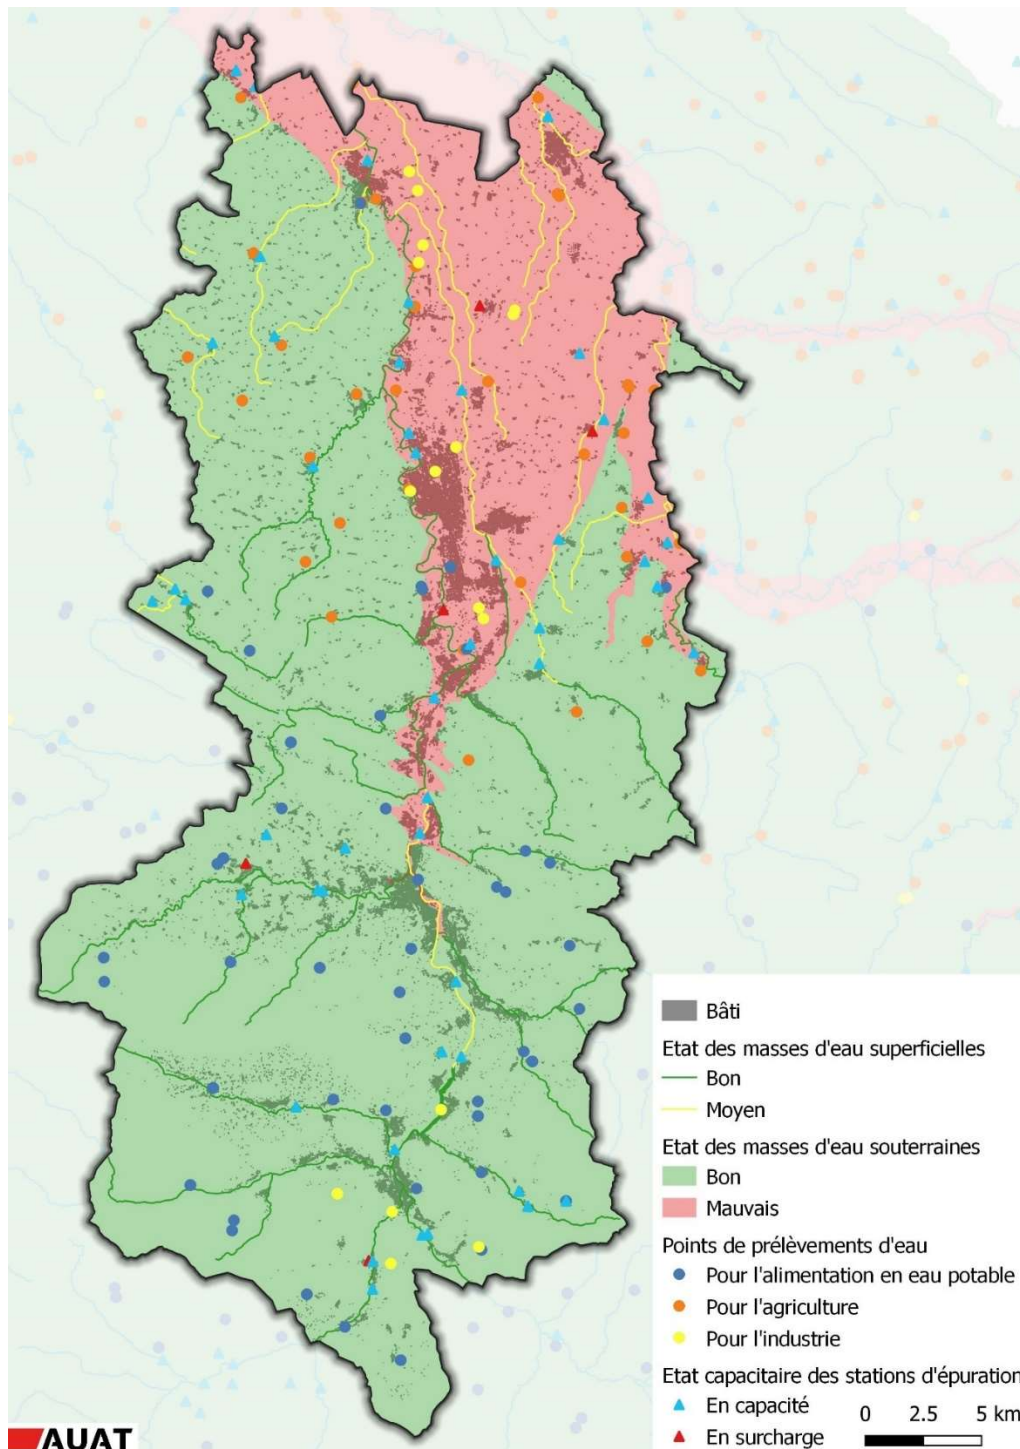 Bâti
Etat des masses d'eau superficielles
Bon
Moyen
Etat des masses d'eau souterraines
Bon
Mauvais
Points de prélèvements d'eau
Pour l'alimentation en eau potable
Pour l'agriculture
Pour l'industrie
Etat capacitaire des stations d'épuration
En capacité
En surcharge
0 2.5 5 km
AUAT